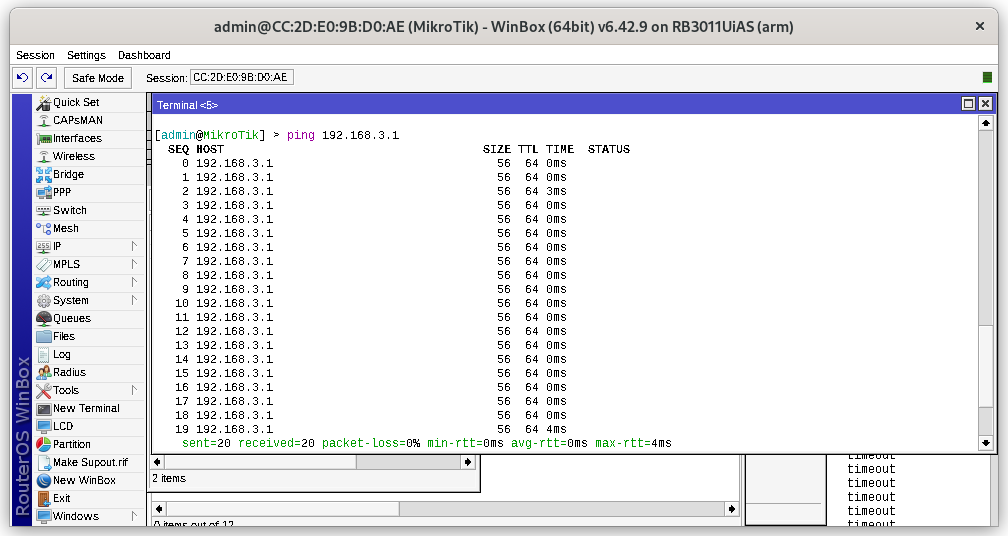 admin@CC:2D:E0:9B:D0:AE (MikroTik) - WinBox (64bit) v6.42.9 on RB3011UiAS (arm)
Session Settings Dashboard
Safe Mode Session: CC:2D:E0:9B:D0:AE
Quick Set
CAPsMAN
Interfaces
Wireless
Bridge
PPP
Switch
Mesh
IP
MPLS
Routing
System
Queues
Files
Log
Radius
Tools
New Terminal
LCD
Partition
Make Supout.rif
New WinBox
Exit
Windows
RouterOS WinBox
Terminal <5>
[admin@MikroTik] > ping 192.168.3.1
SEQ HOST SIZE TTL TIME STATUS
0 192.168.3.1 56 64 0ms
1 192.168.3.1 56 64 0ms
2 192.168.3.1 56 64 3ms
3 192.168.3.1 56 64 0ms
4 192.168.3.1 56 64 0ms
5 192.168.3.1 56 64 0ms
6 192.168.3.1 56 64 0ms
7 192.168.3.1 56 64 0ms
8 192.168.3.1 56 64 0ms
9 192.168.3.1 56 64 0ms
10 192.168.3.1 56 64 0ms
11 192.168.3.1 56 64 0ms
12 192.168.3.1 56 64 0ms
13 192.168.3.1 56 64 0ms
14 192.168.3.1 56 64 0ms
15 192.168.3.1 56 64 0ms
16 192.168.3.1 56 64 0ms
17 192.168.3.1 56 64 0ms
18 192.168.3.1 56 64 0ms
19 192.168.3.1 56 64 4ms
sent=20 received=20 packet-loss=0% min-rtt=0ms avg-rtt=0ms max-rtt=4ms
2 items
0 items out of 12
timeout
timeout
timeout
timeout
timeout
timeout